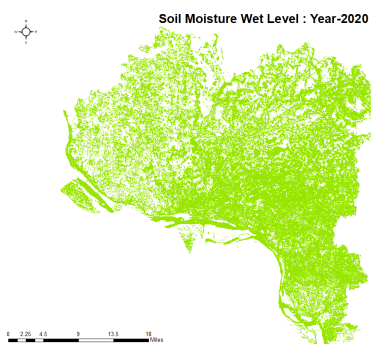 Soil Moisture Wet Level : Year-2020
N
W E
S
0 2.25 4.5 9 13.5 18
Miles